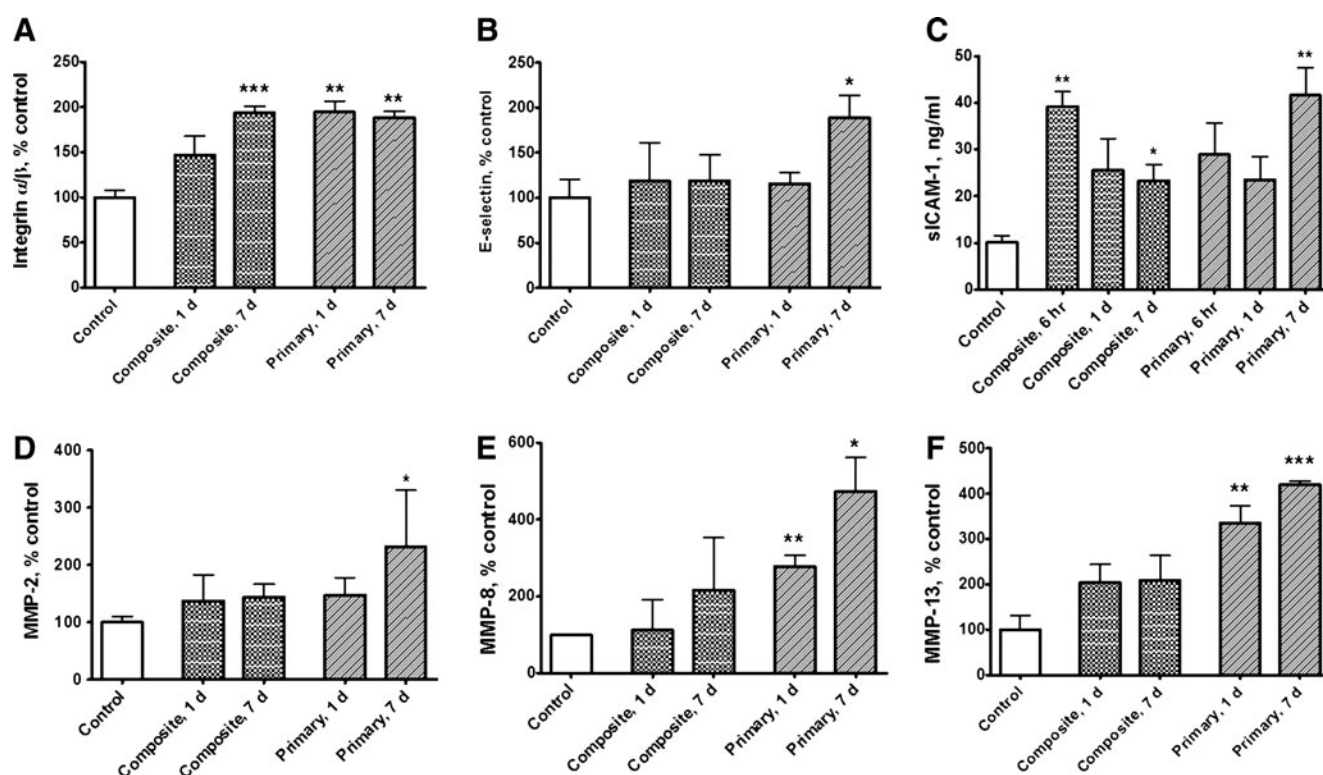 A
Integrin α/β, % control
250
200
150
100
50
0
***
**
**
Control
Composite, 1 d
Composite, 7 d
Primary, 1 d
Primary, 7 d
B
E-selectin, % control
250
200
150
100
50
0
*
Control
Composite, 1 d
Composite, 7 d
Primary, 1 d
Primary, 7 d
C
sICAM-1, ng/ml
50
40
30
20
10
0
**
*
**
Control
Composite, 6 hr
Composite, 1 d
Composite, 7 d
Primary, 6 hr
Primary, 1 d
Primary, 7 d
D
MMP-2, % control
400
300
200
100
0
*
Control
Composite, 1 d
Composite, 7 d
Primary, 1 d
Primary, 7 d
E
MMP-8, % control
600
400
200
0
**
*
Control
Composite, 1 d
Composite, 7 d
Primary, 1 d
Primary, 7 d
F
MMP-13, % control
500
400
300
200
100
0
**
***
Control
Composite, 1 d
Composite, 7 d
Primary, 1 d
Primary, 7 d